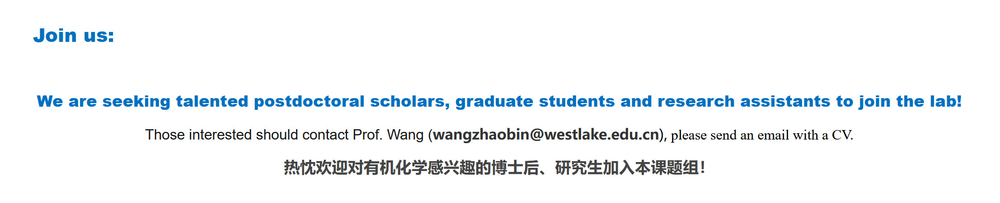 Join us:
We are seeking talented postdoctoral scholars, graduate students and research assistants to join the lab!
Those interested should contact Prof. Wang (wangzhaobin@westlake.edu.cn), please send an email with a CV.
热忱欢迎对有机化学感兴趣的博士后、研究生加入本课题组！